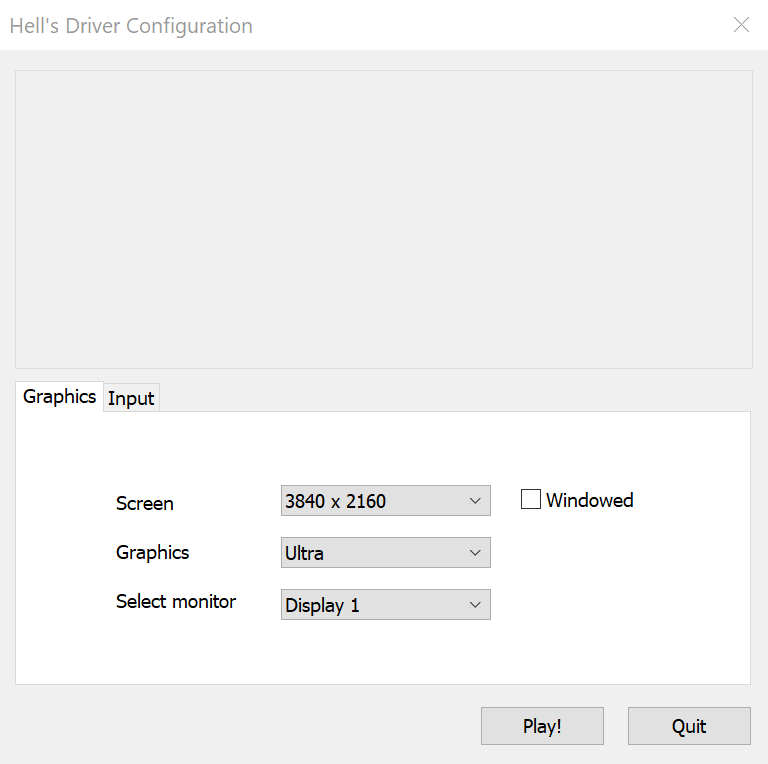 Hell's Driver Configuration
Graphics Input
Screen 3840 x 2160 Windowed
Graphics Ultra
Select monitor Display 1
Play! Quit